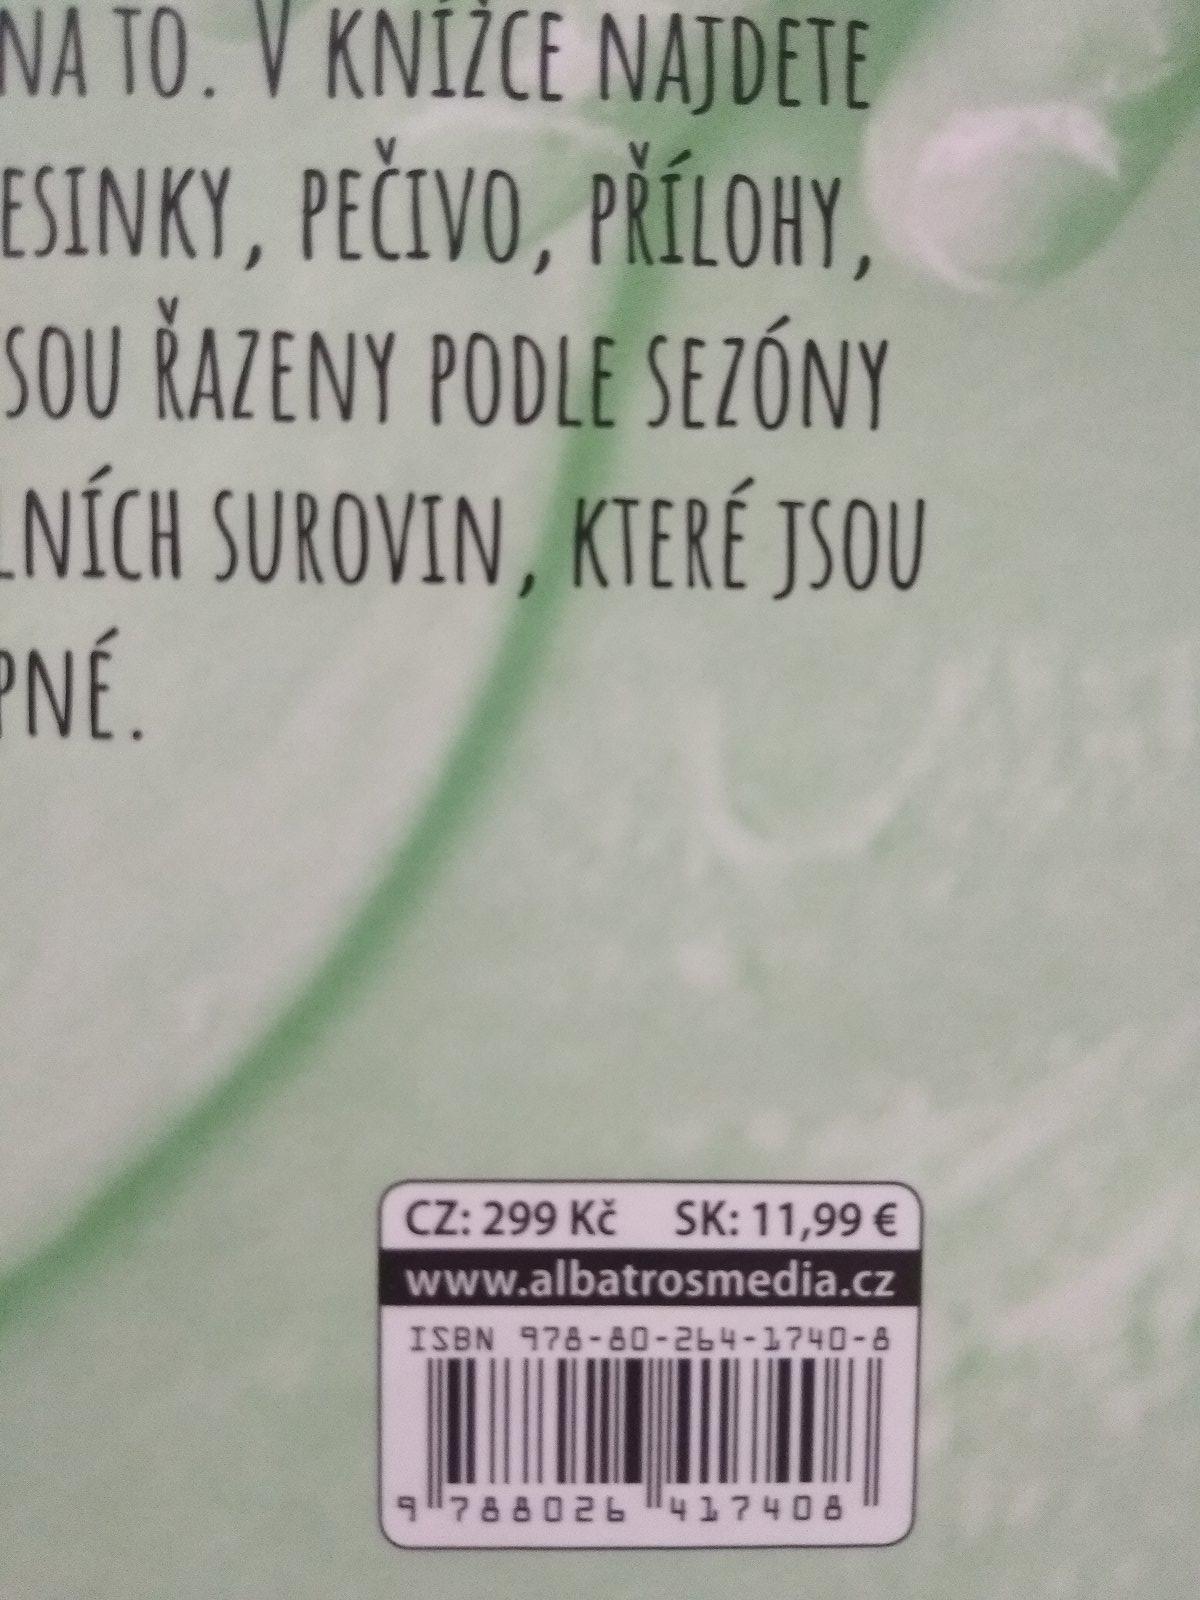 NA TO. V KNÍŽCE NAJDETE
ESINKY, PEČIVO, PŘÍLOHY,
SOU ŘAZENY PODLE SEZÓNY
LNÍCH SUROVIN, KTERÉ JSOU
PNÉ.
CZ: 299 Kč SK: 11,99 €
www.albatrosmedia.cz
ISBN 978-80-264-1740-8
9 788026 417408